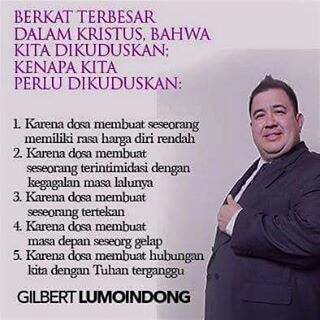 BERKAT TERBESAR
DALAM KRISTUS, BAHWA
KITA DIKUDUSKAN;
KENAPA KITA
PERLU DIKUDUSKAN:
1. Karena dosa membuat seseorang
memiliki rasa harga diri rendah
2. Karena dosa membuat
seseorang terintimidasi dengan
kegagalan masa lalunya
3. Karena dosa membuat
seseorang tertekan
4. Karena dosa membuat
masa depan seseorg gelap
5. Karena dosa membuat hubungan
kita dengan Tuhan terganggu
GILBERT LUMOINDONG